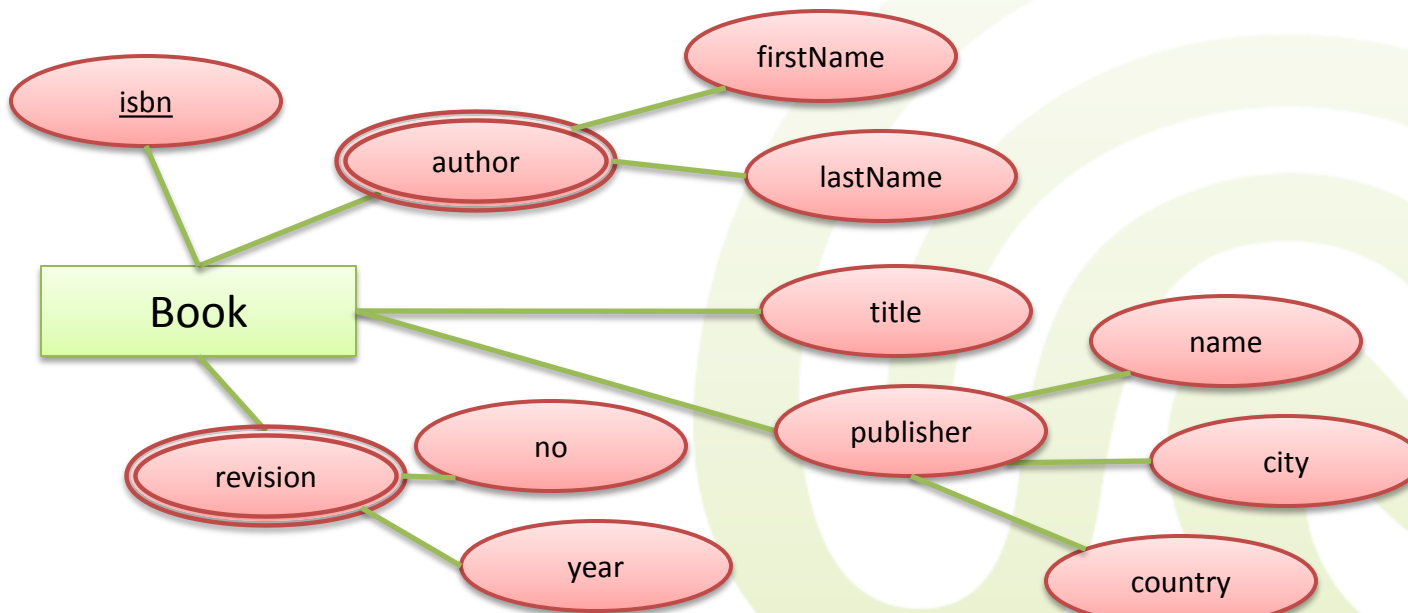 firstName
isbn
author
lastName
Book
title
name
no
publisher
city
revision
year
country